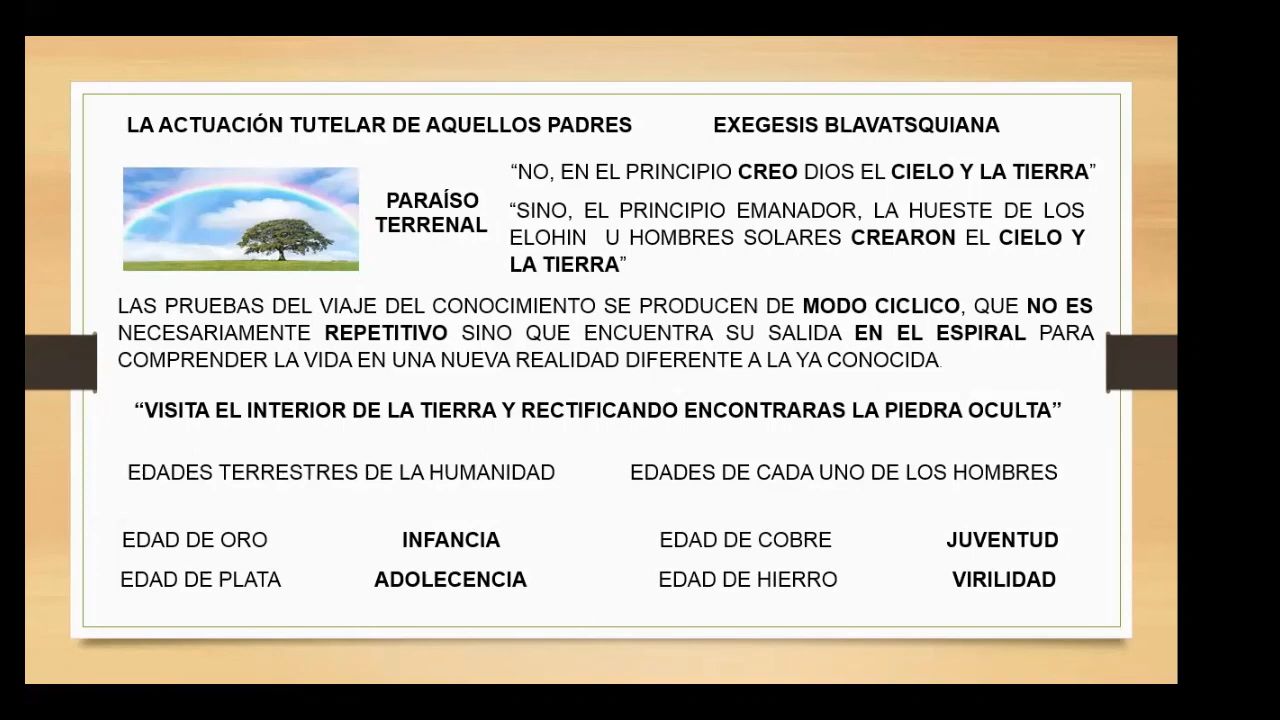 LA ACTUACIÓN TUTELAR DE AQUELLOS PADRES
EXEGESIS BLAVATSQUIANA
PARAÍSO
TERRENAL
“NO, EN EL PRINCIPIO CREO DIOS EL CIELO Y LA TIERRA”
“SINO, EL PRINCIPIO EMANADOR, LA HUESTE DE LOS
ELOHIN U HOMBRES SOLARES CREARON EL CIELO Y
LA TIERRA”
LAS PRUEBAS DEL VIAJE DEL CONOCIMIENTO SE PRODUCEN DE MODO CICLICO, QUE NO ES
NECESARIAMENTE REPETITIVO SINO QUE ENCUENTRA SU SALIDA EN EL ESPIRAL PARA
COMPRENDER LA VIDA EN UNA NUEVA REALIDAD DIFERENTE A LA YA CONOCIDA.
“VISITA EL INTERIOR DE LA TIERRA Y RECTIFICANDO ENCONTRARAS LA PIEDRA OCULTA”
EDADES TERRESTRES DE LA HUMANIDAD
EDADES DE CADA UNO DE LOS HOMBRES
EDAD DE ORO
INFANCIA
EDAD DE COBRE
JUVENTUD
EDAD DE PLATA
ADOLECENCIA
EDAD DE HIERRO
VIRILIDAD